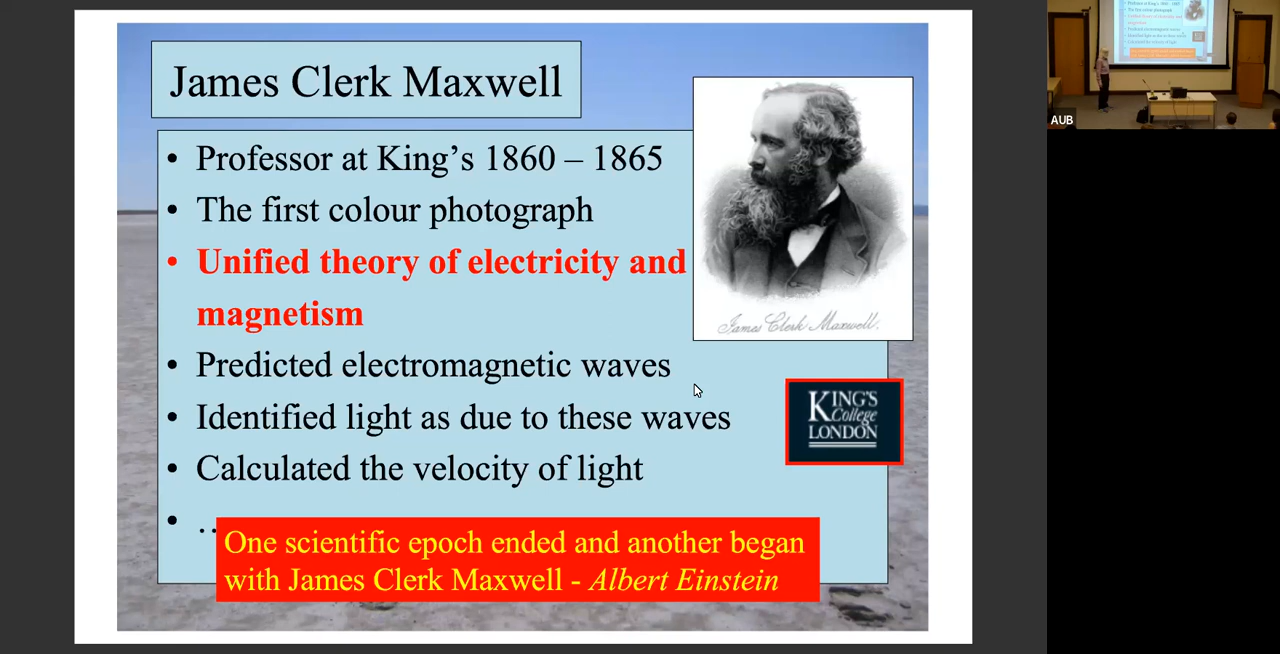 James Clerk Maxwell
• Professor at King’s 1860 – 1865
• The first colour photograph
• Unified theory of electricity and
magnetism
• Predicted electromagnetic waves
• Identified light as due to these waves
• Calculated the velocity of light
• ..
One scientific epoch ended and another began
with James Clerk Maxwell - Albert Einstein
James Clerk Maxwell.
KING'S
College
LONDON
AUB